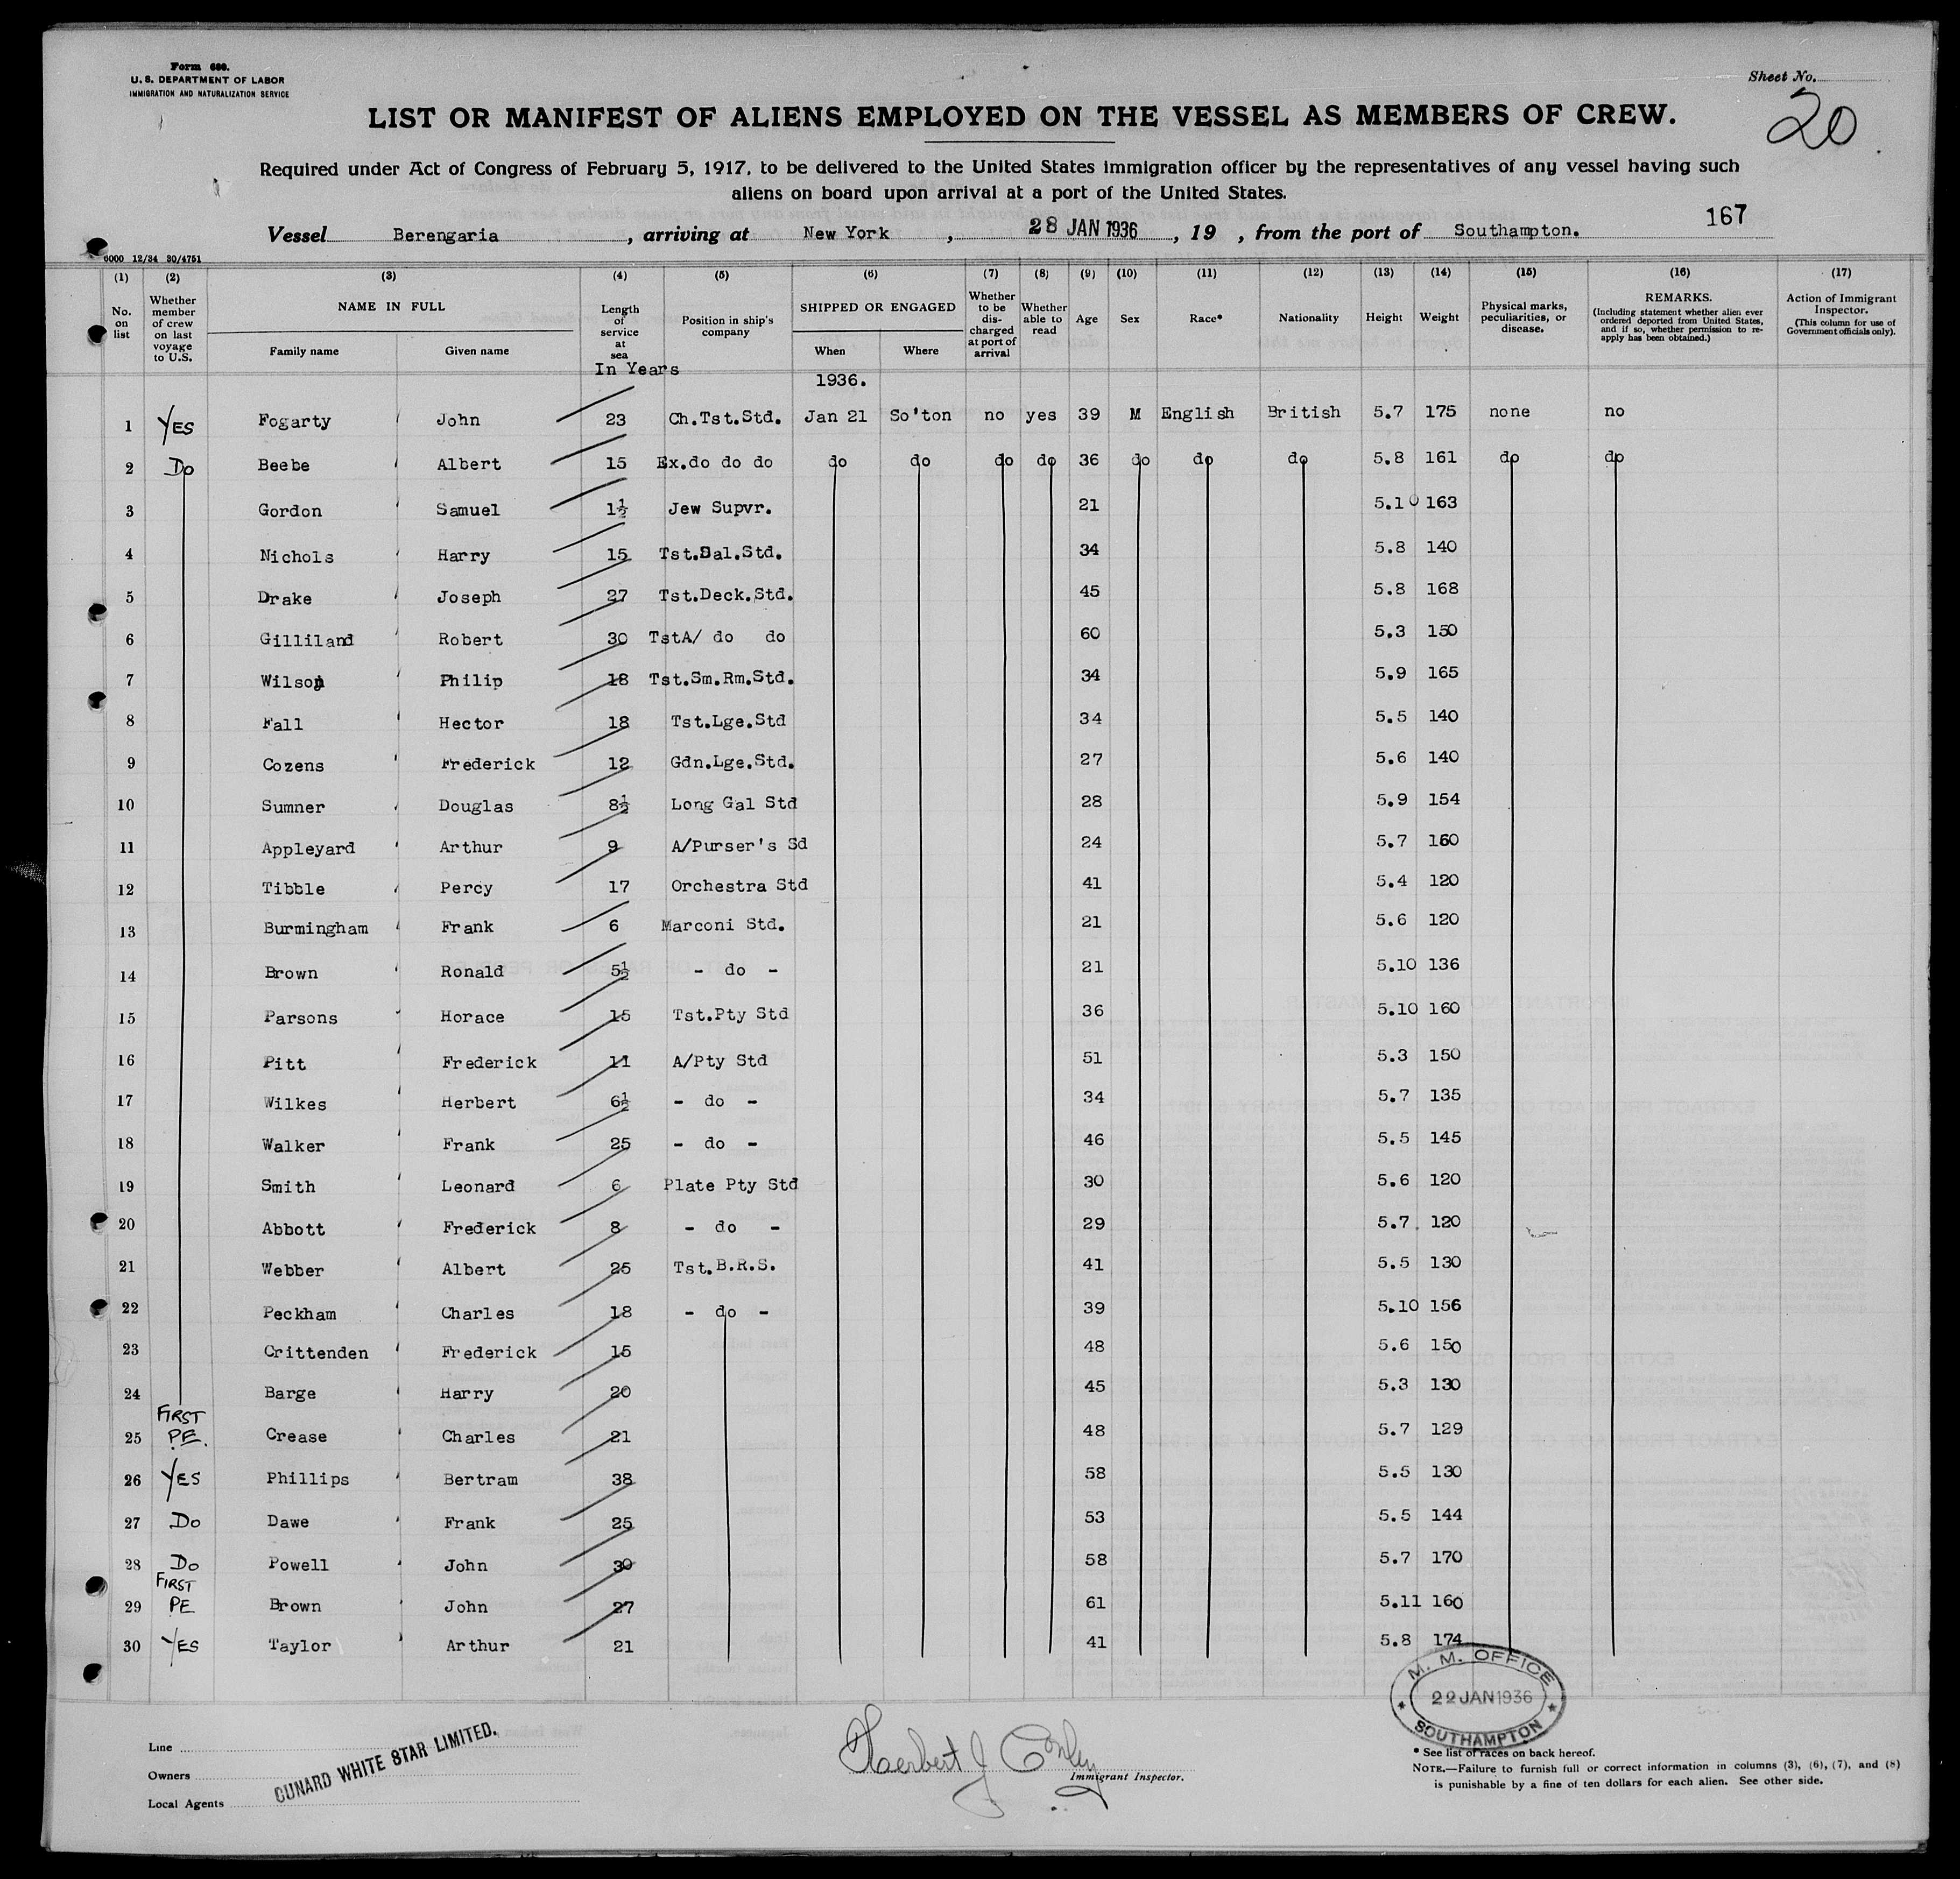 Form 680.
U. S. DEPARTMENT OF LABOR
IMMIGRATION AND NATURALIZATION SERVICE
Sheet No.
20
LIST OR MANIFEST OF ALIENS EMPLOYED ON THE VESSEL AS MEMBERS OF CREW.
Required under Act of Congress of February 5, 1917, to be delivered to the United States immigration officer by the representatives of any vessel having such
aliens on board upon arrival at a port of the United States.
167
Vessel Berengaria, arriving at New York, 28 JAN 1936, 19 , from the port of Southampton.
6000 12/34 30/4751
(1) (2) (3) (4) (5) (6) (7) (8) (9) (10) (11) (12) (13) (14) (15) (16) (17)
No. on list Whether member of crew on last voyage to U.S. NAME IN FULL Family name Given name Length of service at sea Position in ship's company SHIPPED OR ENGAGED When Where Whether to be discharged at port of arrival Whether able to read Age Sex Race* Nationality Height Weight Physical marks, peculiarities, or disease. REMARKS. (Including statement whether alien ever ordered deported from United States, and if so, whether permission to re-apply has been obtained.) Action of Immigrant Inspector. (This column for use of Government officials only).
In Years 1936.
1 YES Fogarty John 23 Ch.Tst.Std. Jan 21 So'ton no yes 39 M English British 5.7 175 none no
2 Do Beebe Albert 15 Ex.do do do do do do do 36 do do do 5.8 161 do do
3 Gordon Samuel 1½ Jew Supvr. 21 5.10 163
4 Nichols Harry 15 Tst.Sal.Std. 34 5.8 140
5 Drake Joseph 27 Tst.Deck.Std. 45 5.8 168
6 Gilliland Robert 30 TstA/ do do 60 5.3 150
7 Wilson Philip 18 Tst.Sm.Rm.Std. 34 5.9 165
8 Fall Hector 18 Tst.Lge.Std 34 5.5 140
9 Cozens Frederick 12 Gdn.Lge.Std. 27 5.6 140
10 Sumner Douglas 8½ Long Gal Std 28 5.9 154
11 Appleyard Arthur 9 A/Purser's Sd 24 5.7 160
12 Tibble Percy 17 Orchestra Std 41 5.4 120
13 Burmingham Frank 6 Marconi Std. 21 5.6 120
14 Brown Ronald 5½ - do - 21 5.10 136
15 Parsons Horace 15 Tst.Pty Std 36 5.10 160
16 Pitt Frederick 11 A/Pty Std 51 5.3 150
17 Wilkes Herbert 6½ - do - 34 5.7 135
18 Walker Frank 25 - do - 46 5.5 145
19 Smith Leonard 6 Plate Pty Std 30 5.6 120
20 Abbott Frederick 8 - do - 29 5.7 120
21 Webber Albert 25 Tst.B.R.S. 41 5.5 130
22 Peckham Charles 18 - do - 39 5.10 156
23 Crittenden Frederick 15 48 5.6 150
24 Barge Harry 20 45 5.3 130
25 FIRST PE. Crease Charles 21 48 5.7 129
26 YES Phillips Bertram 38 58 5.5 130
27 Do Dawe Frank 25 53 5.5 144
28 Do Powell John 30 58 5.7 170
29 FIRST PE Brown John 27 61 5.11 160
30 YES Taylor Arthur 21 41 5.8 174
M. M. OFFICE
22 JAN 1936
SOUTHAMPTON
Line
Owners
Local Agents
CUNARD WHITE STAR LIMITED.
Herbert J Conley
Immigrant Inspector.
* See list of races on back hereof.
NOTE.—Failure to furnish full or correct information in columns (3), (6), (7), and (8)
is punishable by a fine of ten dollars for each alien. See other side.